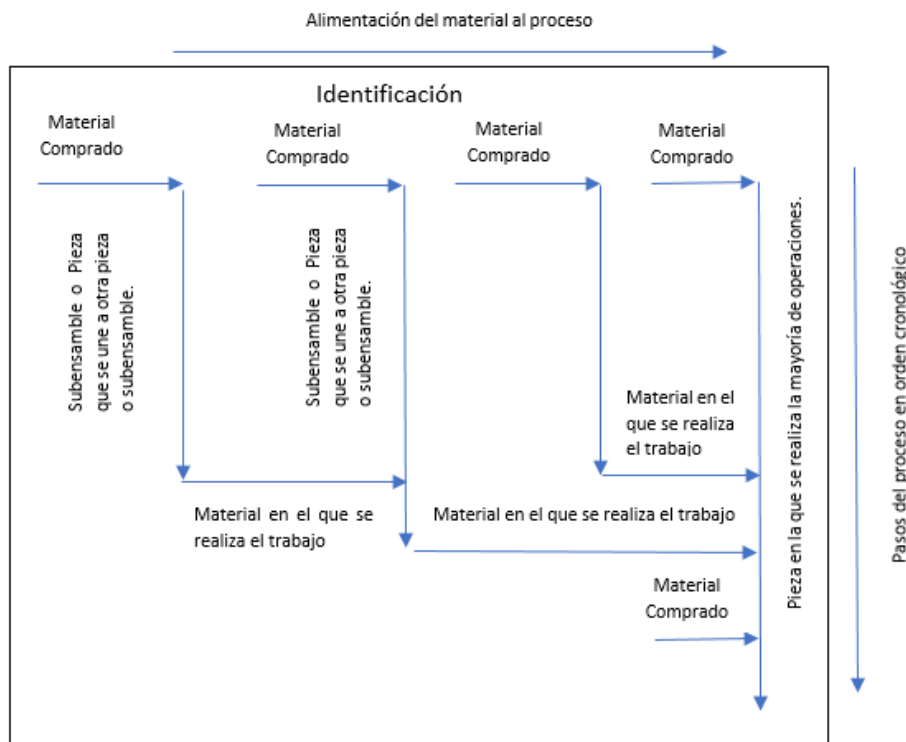 Alimentación del material al proceso
Identificación
Material
Comprado
Material
Comprado
Material
Comprado
Material
Comprado
Subensamble o Pieza
que se une a otra pieza
o subensamble.
Subensamble o Pieza
que se une a otra pieza
o subensamble.
Material en el
que se realiza
el trabajo
Material en el que se
realiza el trabajo
Material en el que se realiza el trabajo
Material
Comprado
Pieza en la que se realiza la mayoría de operaciones.
Pasos del proceso en orden cronológico